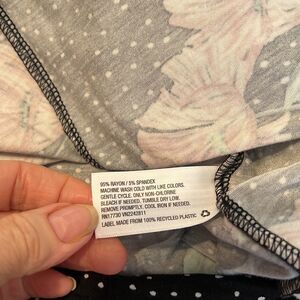 95% RAYON / 5% SPANDEX
MACHINE WASH COLD WITH LIKE COLORS.
GENTLE CYCLE. ONLY NON-CHLORINE
BLEACH IF NEEDED. TUMBLE DRY LOW.
REMOVE PROMPTLY. COOL IRON IF NEEDED.
RN17730 VN2242811
LABEL MADE FROM 100% RECYCLED PLASTIC